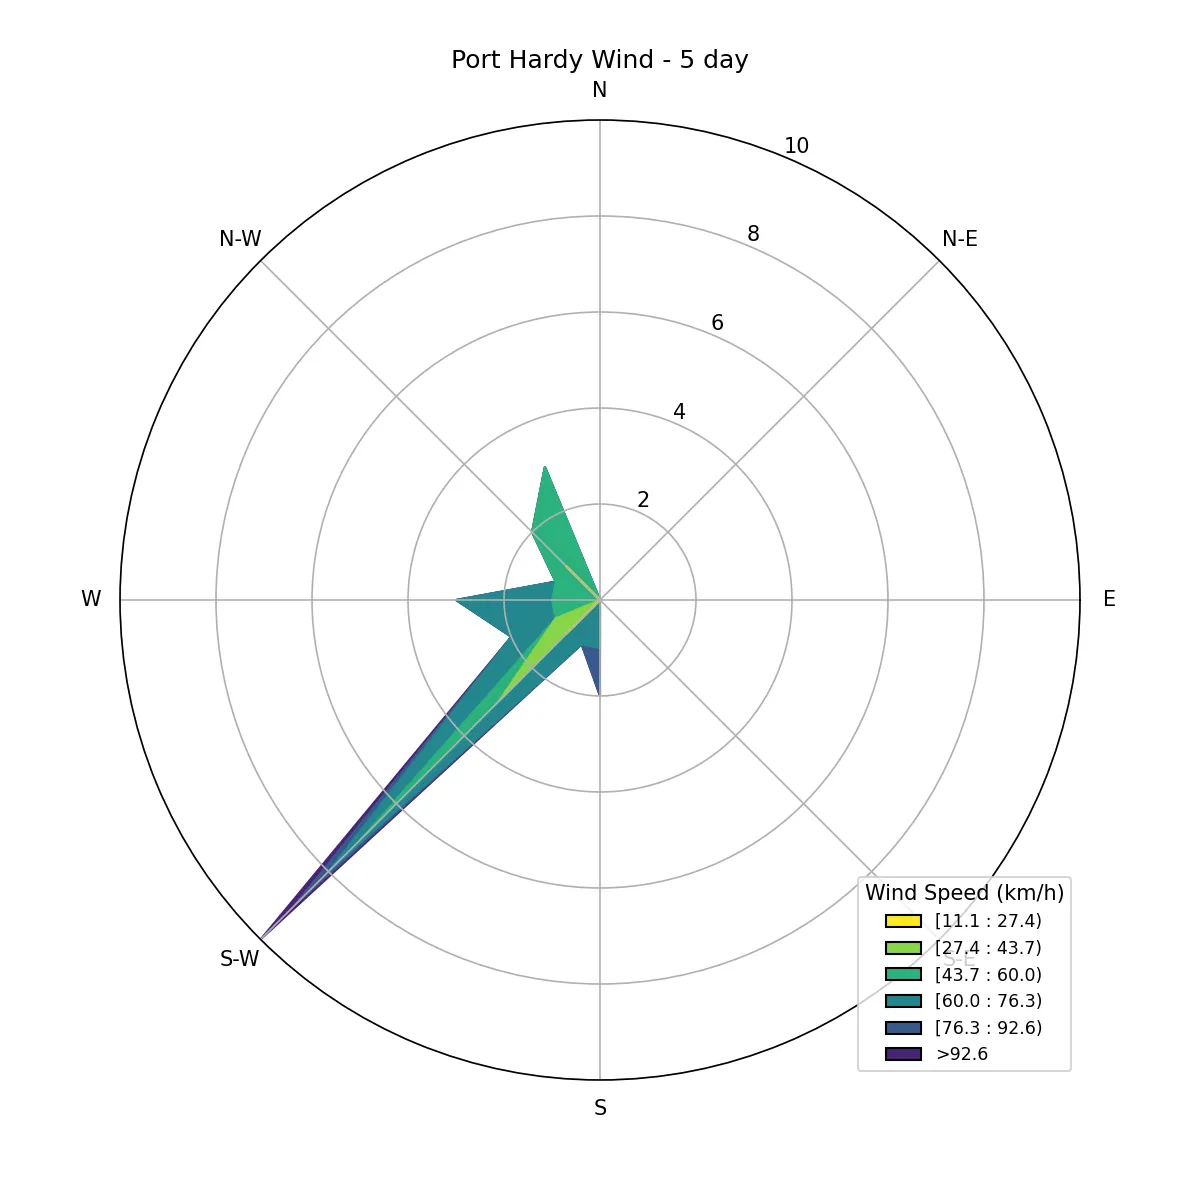 Port Hardy Wind - 5 day
N
10
N-W
N-E
8
6
4
2
W
E
Wind Speed (km/h)
[11.1 : 27.4)
[27.4 : 43.7)
S-W
S-E
[43.7 : 60.0)
[60.0 : 76.3)
[76.3 : 92.6)
>92.6
S